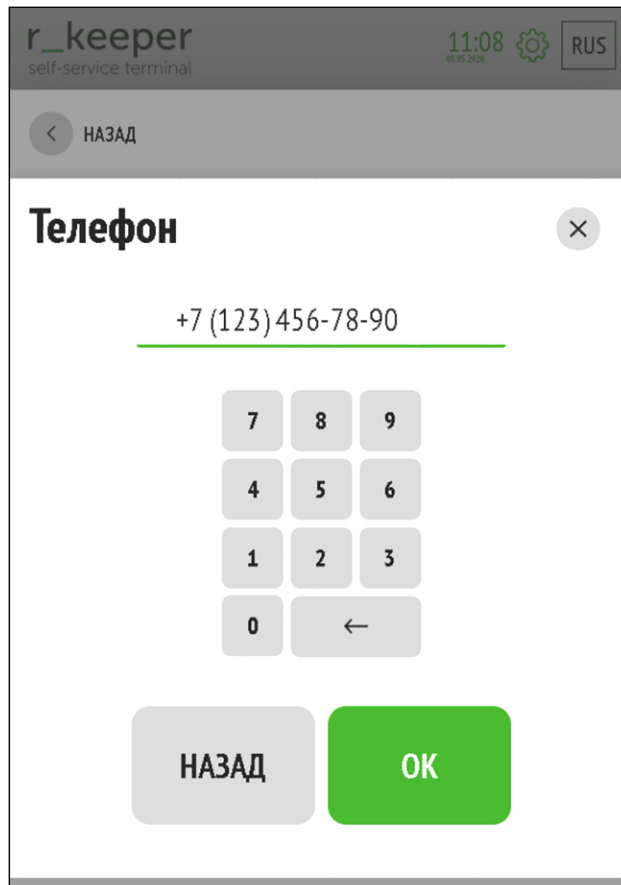 r_keeper
self-service terminal
11:08
RUS
НАЗАД
Телефон
+7 (123) 456-78-90
7 8 9
4 5 6
1 2 3
0 ←
НАЗАД ОК